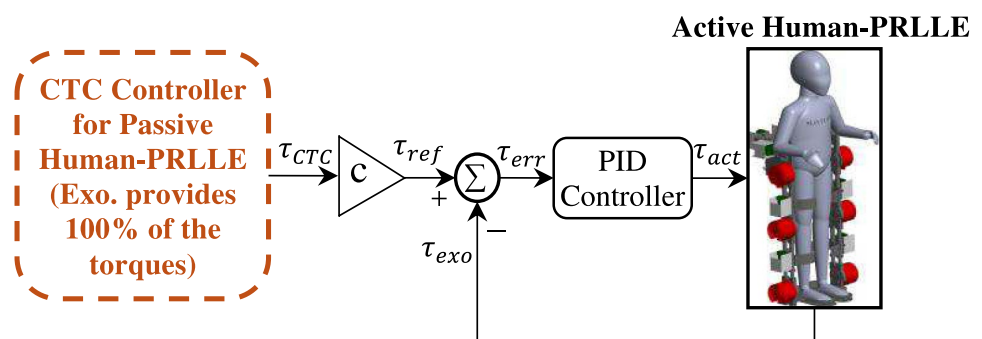 Active Human-PRLLE
CTC Controller
for Passive
Human-PRLLE
(Exo. provides
100% of the
torques)
τ_CTC
c
τ_ref
+
Σ
−
τ_err
PID
Controller
τ_act
τ_exo